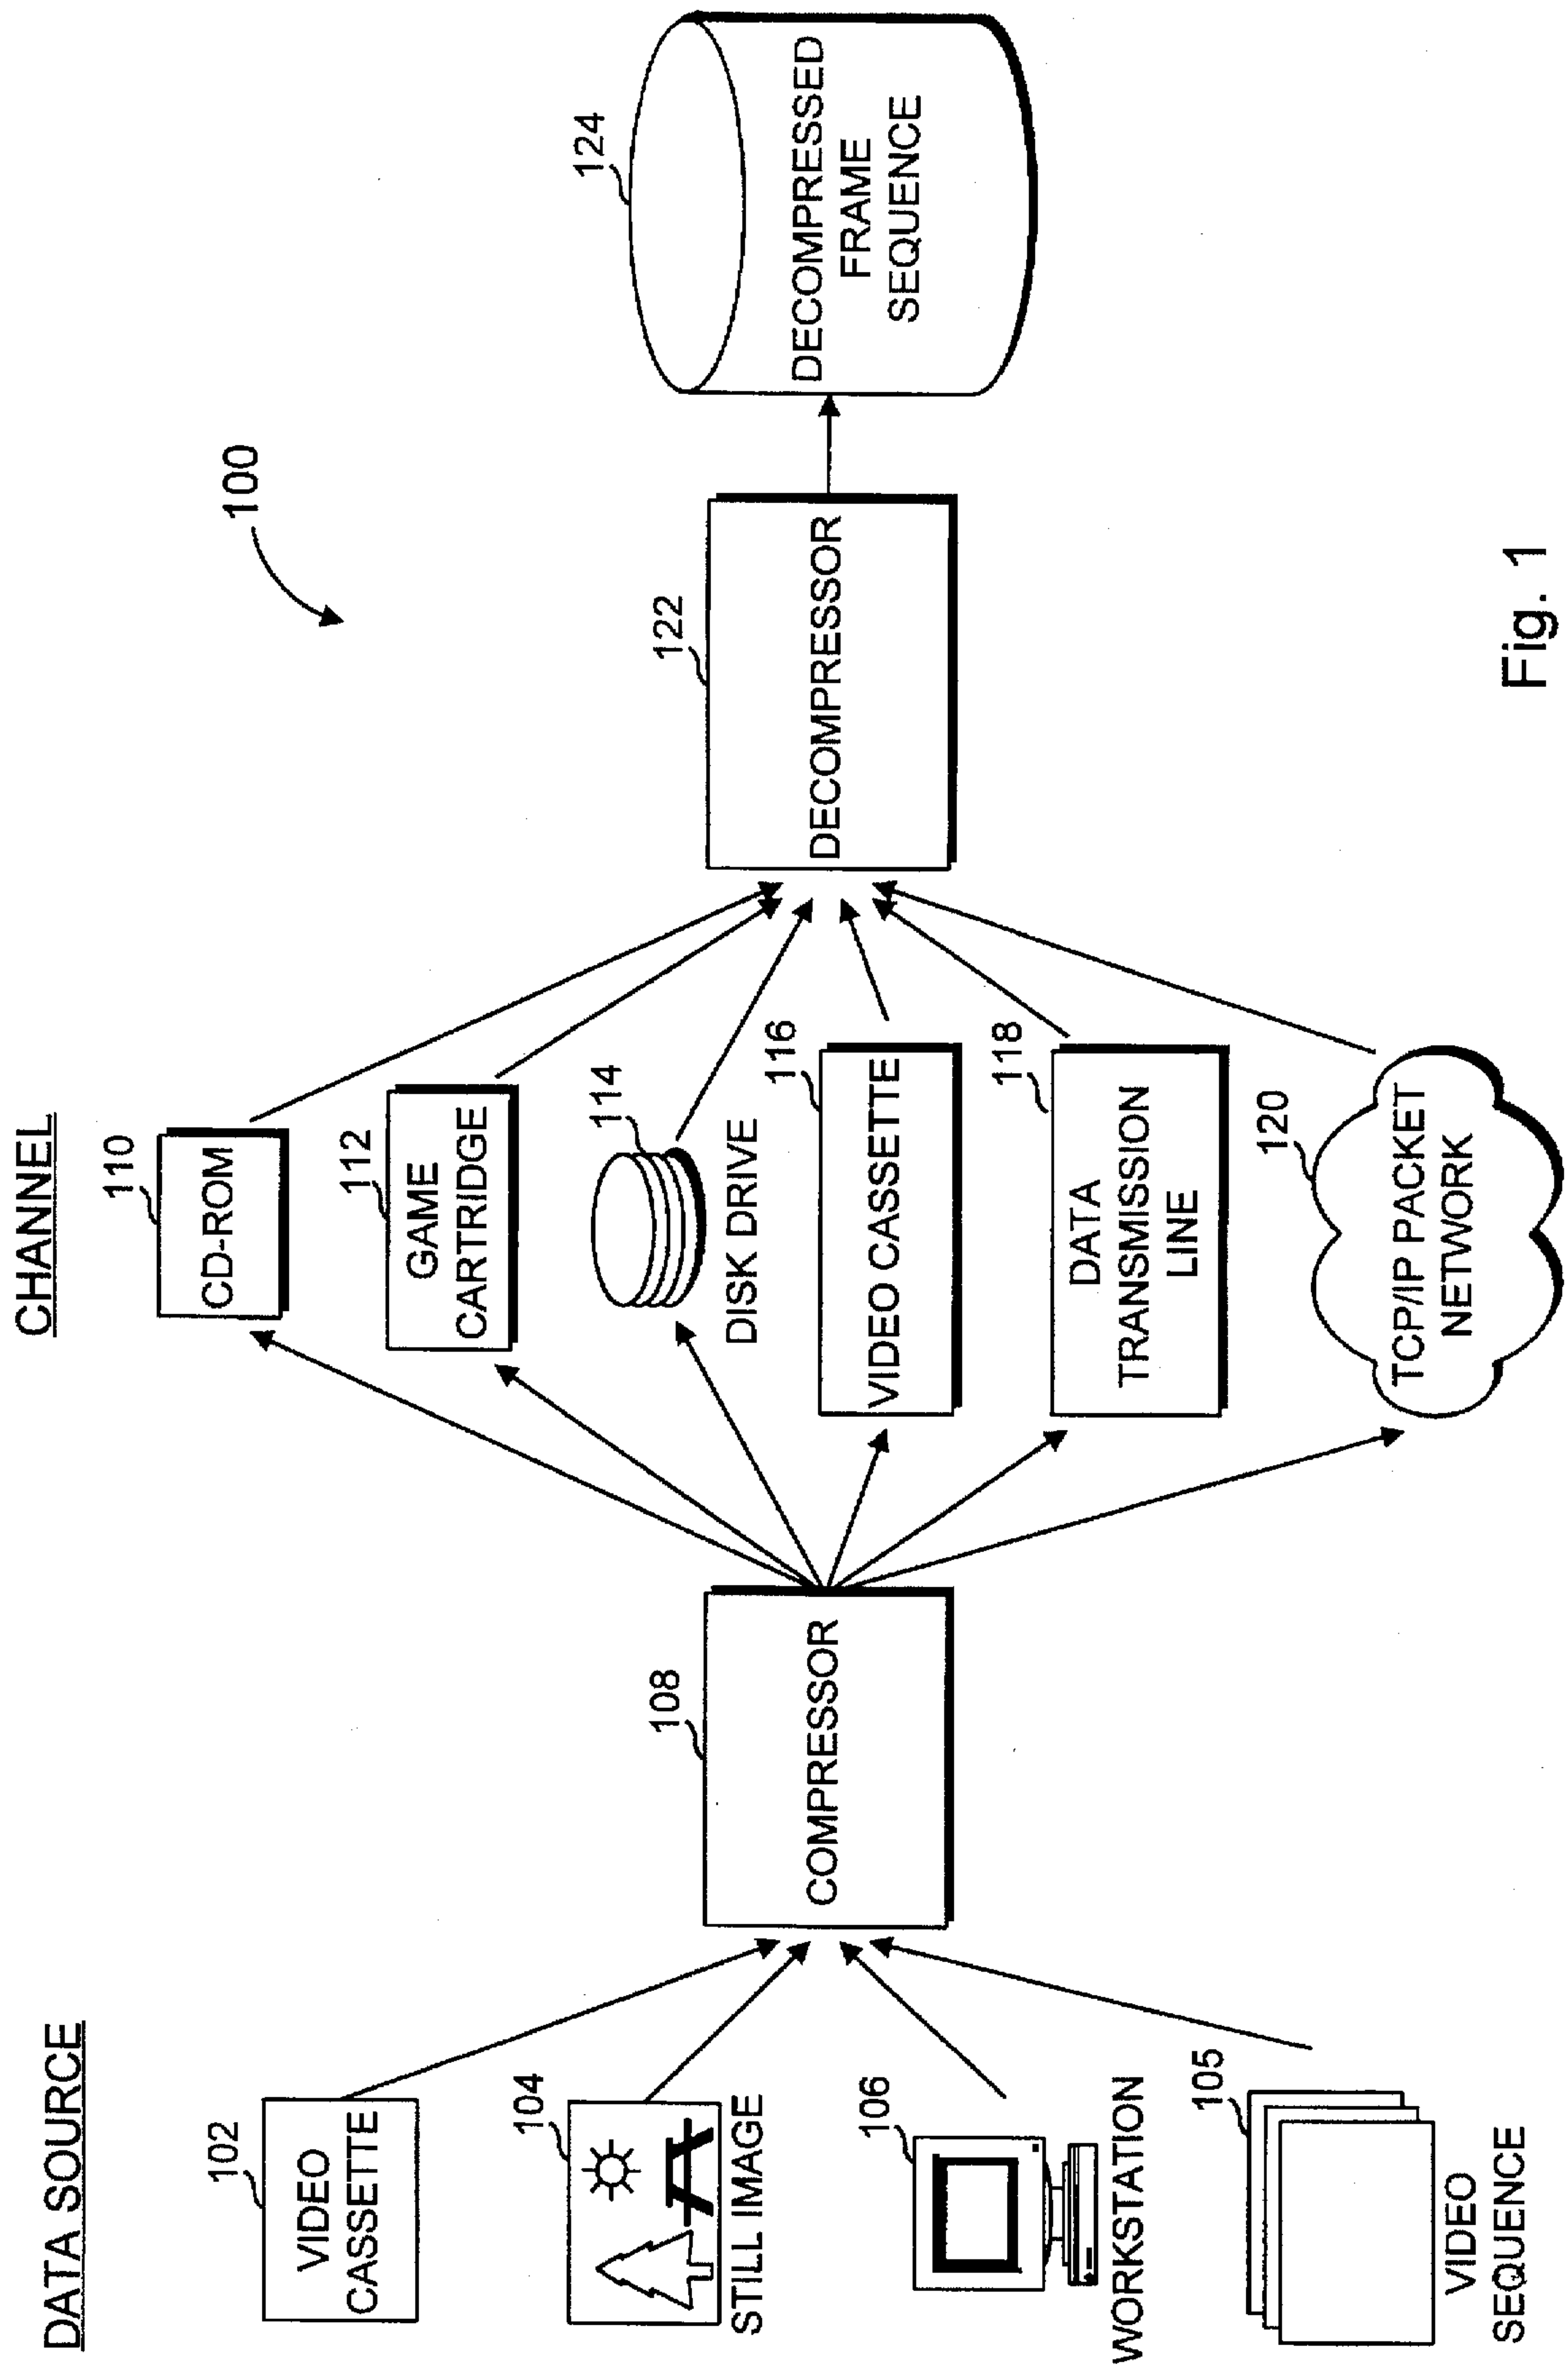 DATA SOURCE
102
VIDEO
CASSETTE
104
STILL IMAGE
106
WORKSTATION
105
VIDEO
SEQUENCE
108
COMPRESSOR
CHANNEL
110
CD-ROM
112
GAME
CARTRIDGE
114
DISK DRIVE
116
VIDEO CASSETTE
118
DATA
TRANSMISSION
LINE
120
TCP/IP PACKET
NETWORK
100
122
DECOMPRESSOR
124
DECOMPRESSED
FRAME
SEQUENCE
Fig. 1